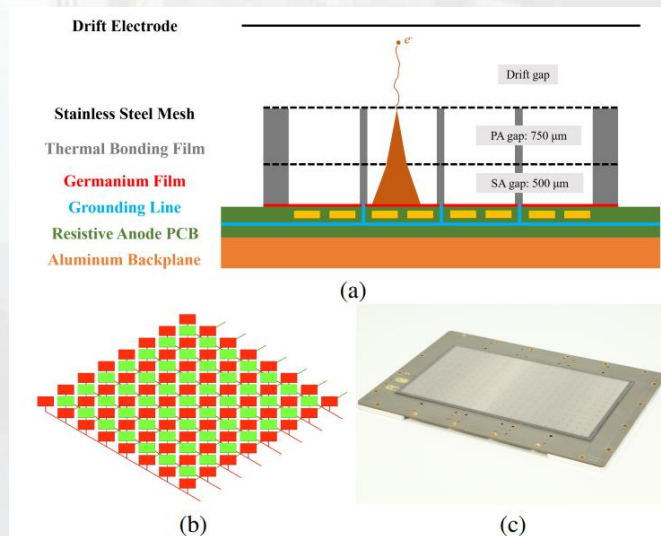 Drift Electrode
e-
Drift gap
Stainless Steel Mesh
Thermal Bonding Film
PA gap: 750 μm
Germanium Film
SA gap: 500 μm
Grounding Line
Resistive Anode PCB
Aluminum Backplane
(a)
(b)
(c)